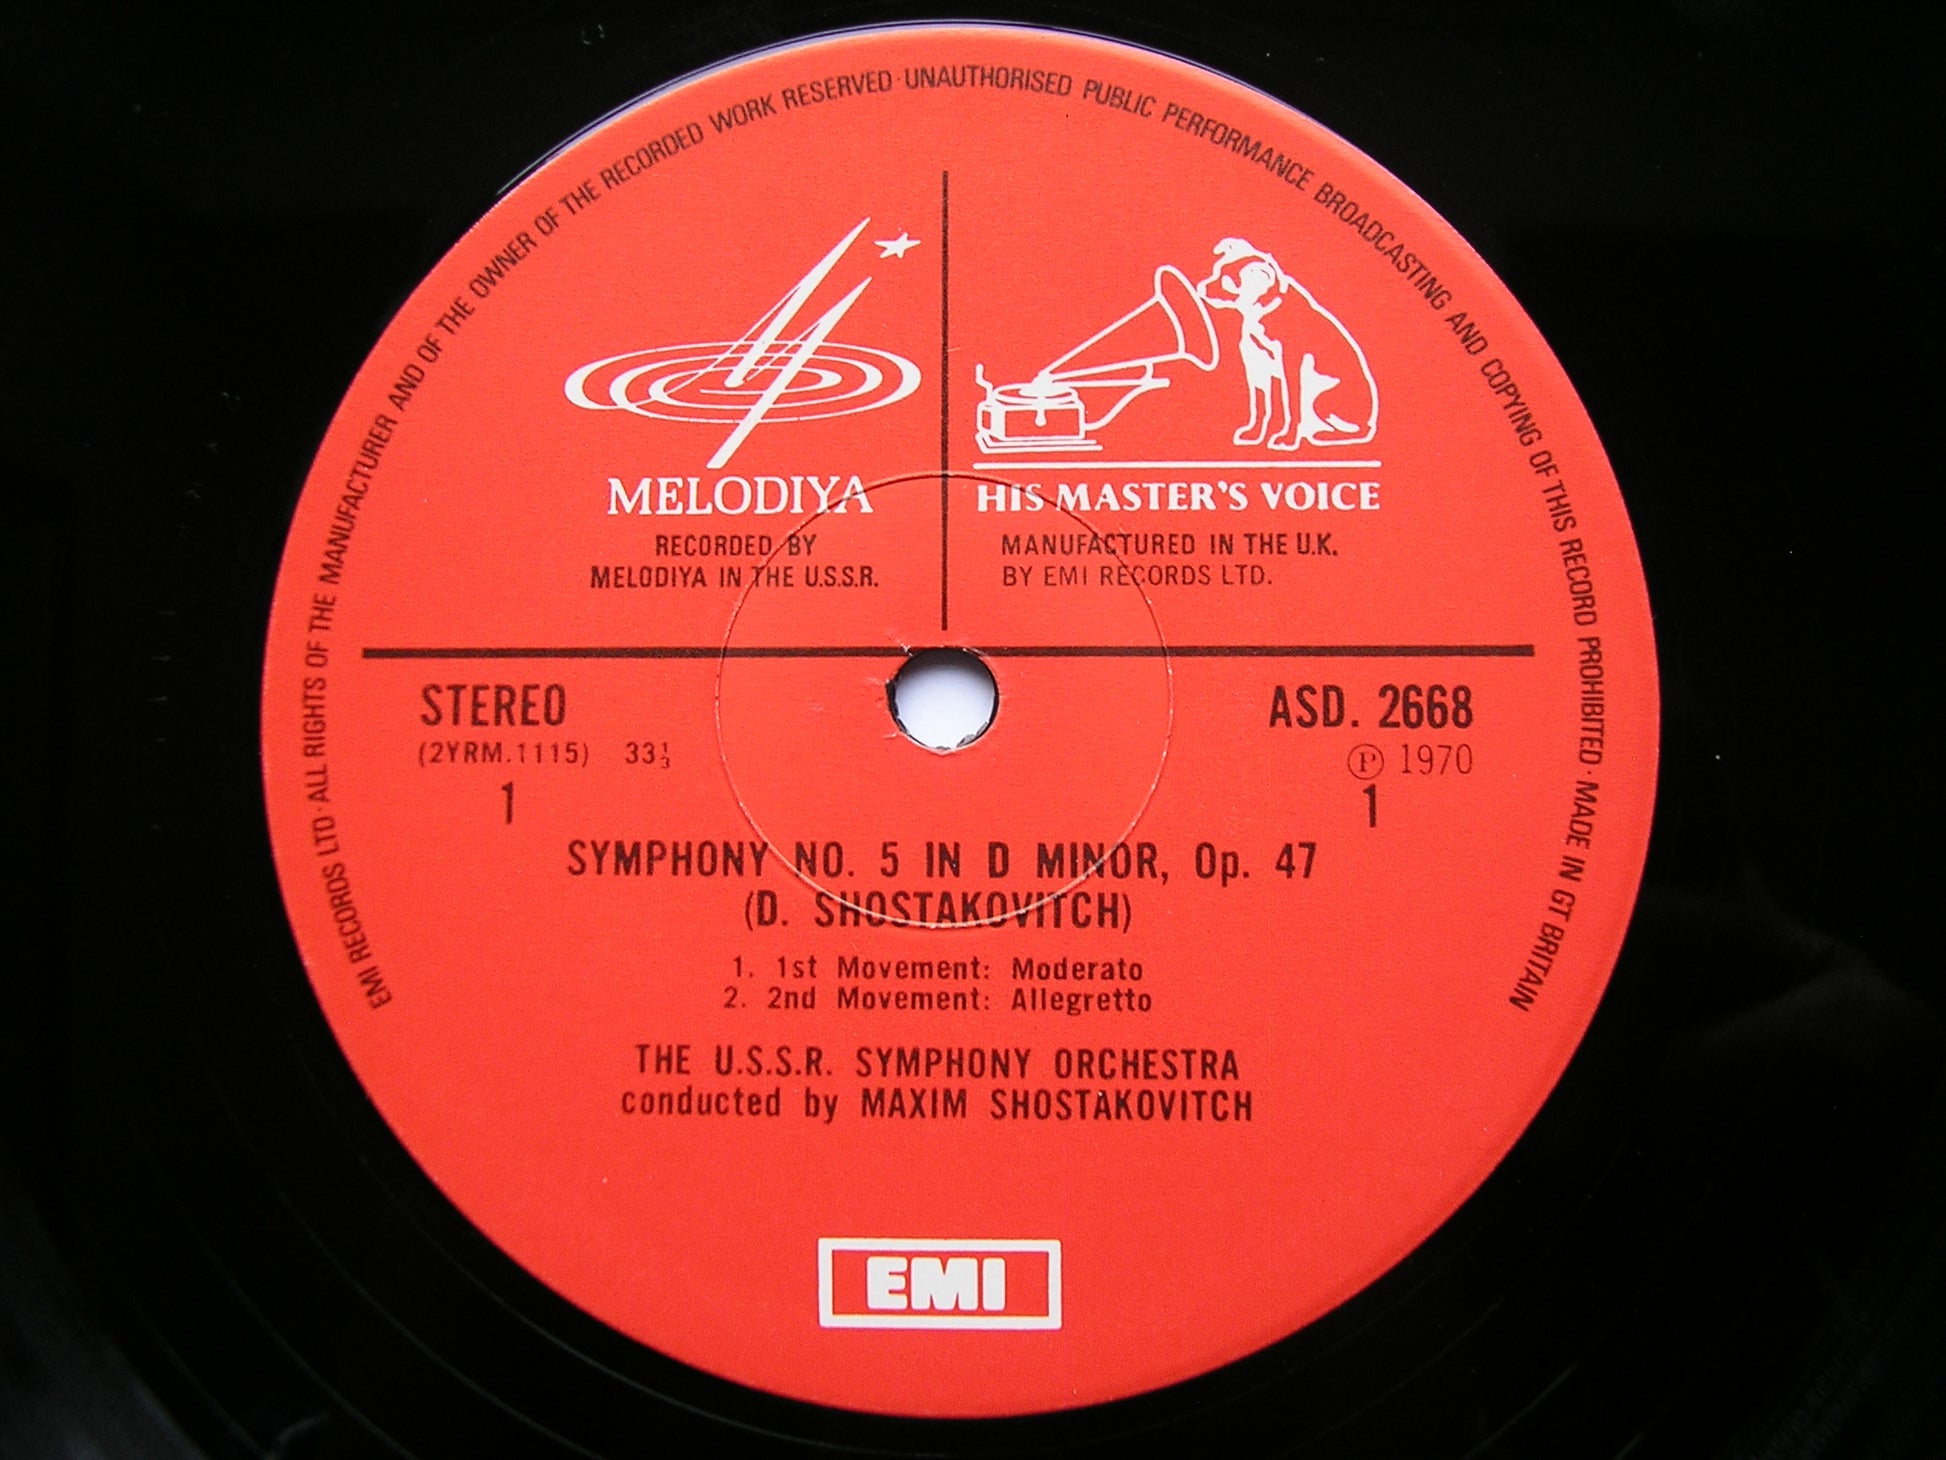 EMI RECORDS LTD · ALL RIGHTS OF THE MANUFACTURER AND OF THE OWNER OF THE RECORDED WORK RESERVED · UNAUTHORISED PUBLIC PERFORMANCE BROADCASTING AND COPYING OF THIS RECORD PROHIBITED · MADE IN GT BRITAIN
MELODIYA
RECORDED BY
MELODIYA IN THE U.S.S.R.
HIS MASTER'S VOICE
MANUFACTURED IN THE U.K.
BY EMI RECORDS LTD.
STEREO
(2YRM.1115) 33⅓
1
ASD. 2668
Ⓟ 1970
1
SYMPHONY NO. 5 IN D MINOR, Op. 47
(D. SHOSTAKOVITCH)
1. 1st Movement: Moderato
2. 2nd Movement: Allegretto
THE U.S.S.R. SYMPHONY ORCHESTRA
conducted by MAXIM SHOSTAKOVITCH
EMI